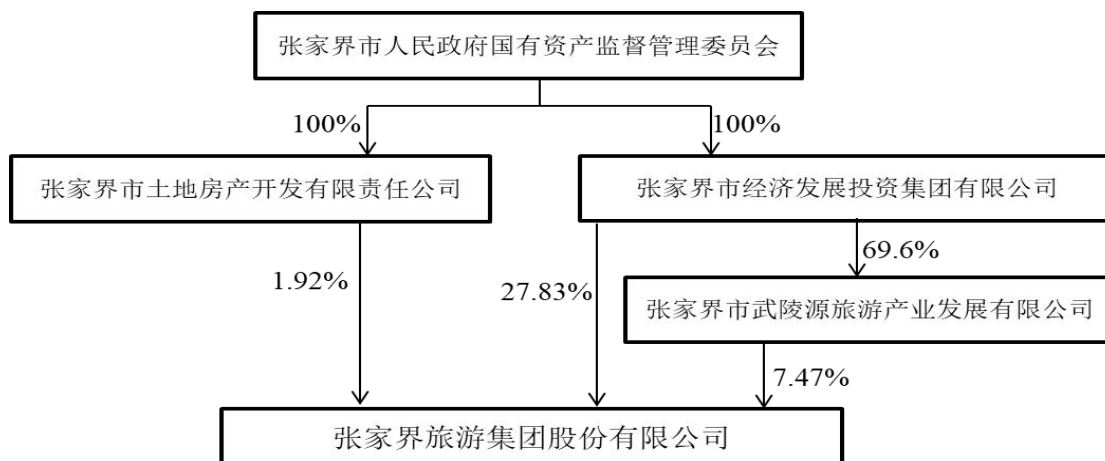 张家界市人民政府国有资产监督管理委员会
100%
100%
张家界市土地房产开发有限责任公司
张家界市经济发展投资集团有限公司
69.6%
1.92%
27.83%
张家界市武陵源旅游产业发展有限公司
7.47%
张家界旅游集团股份有限公司